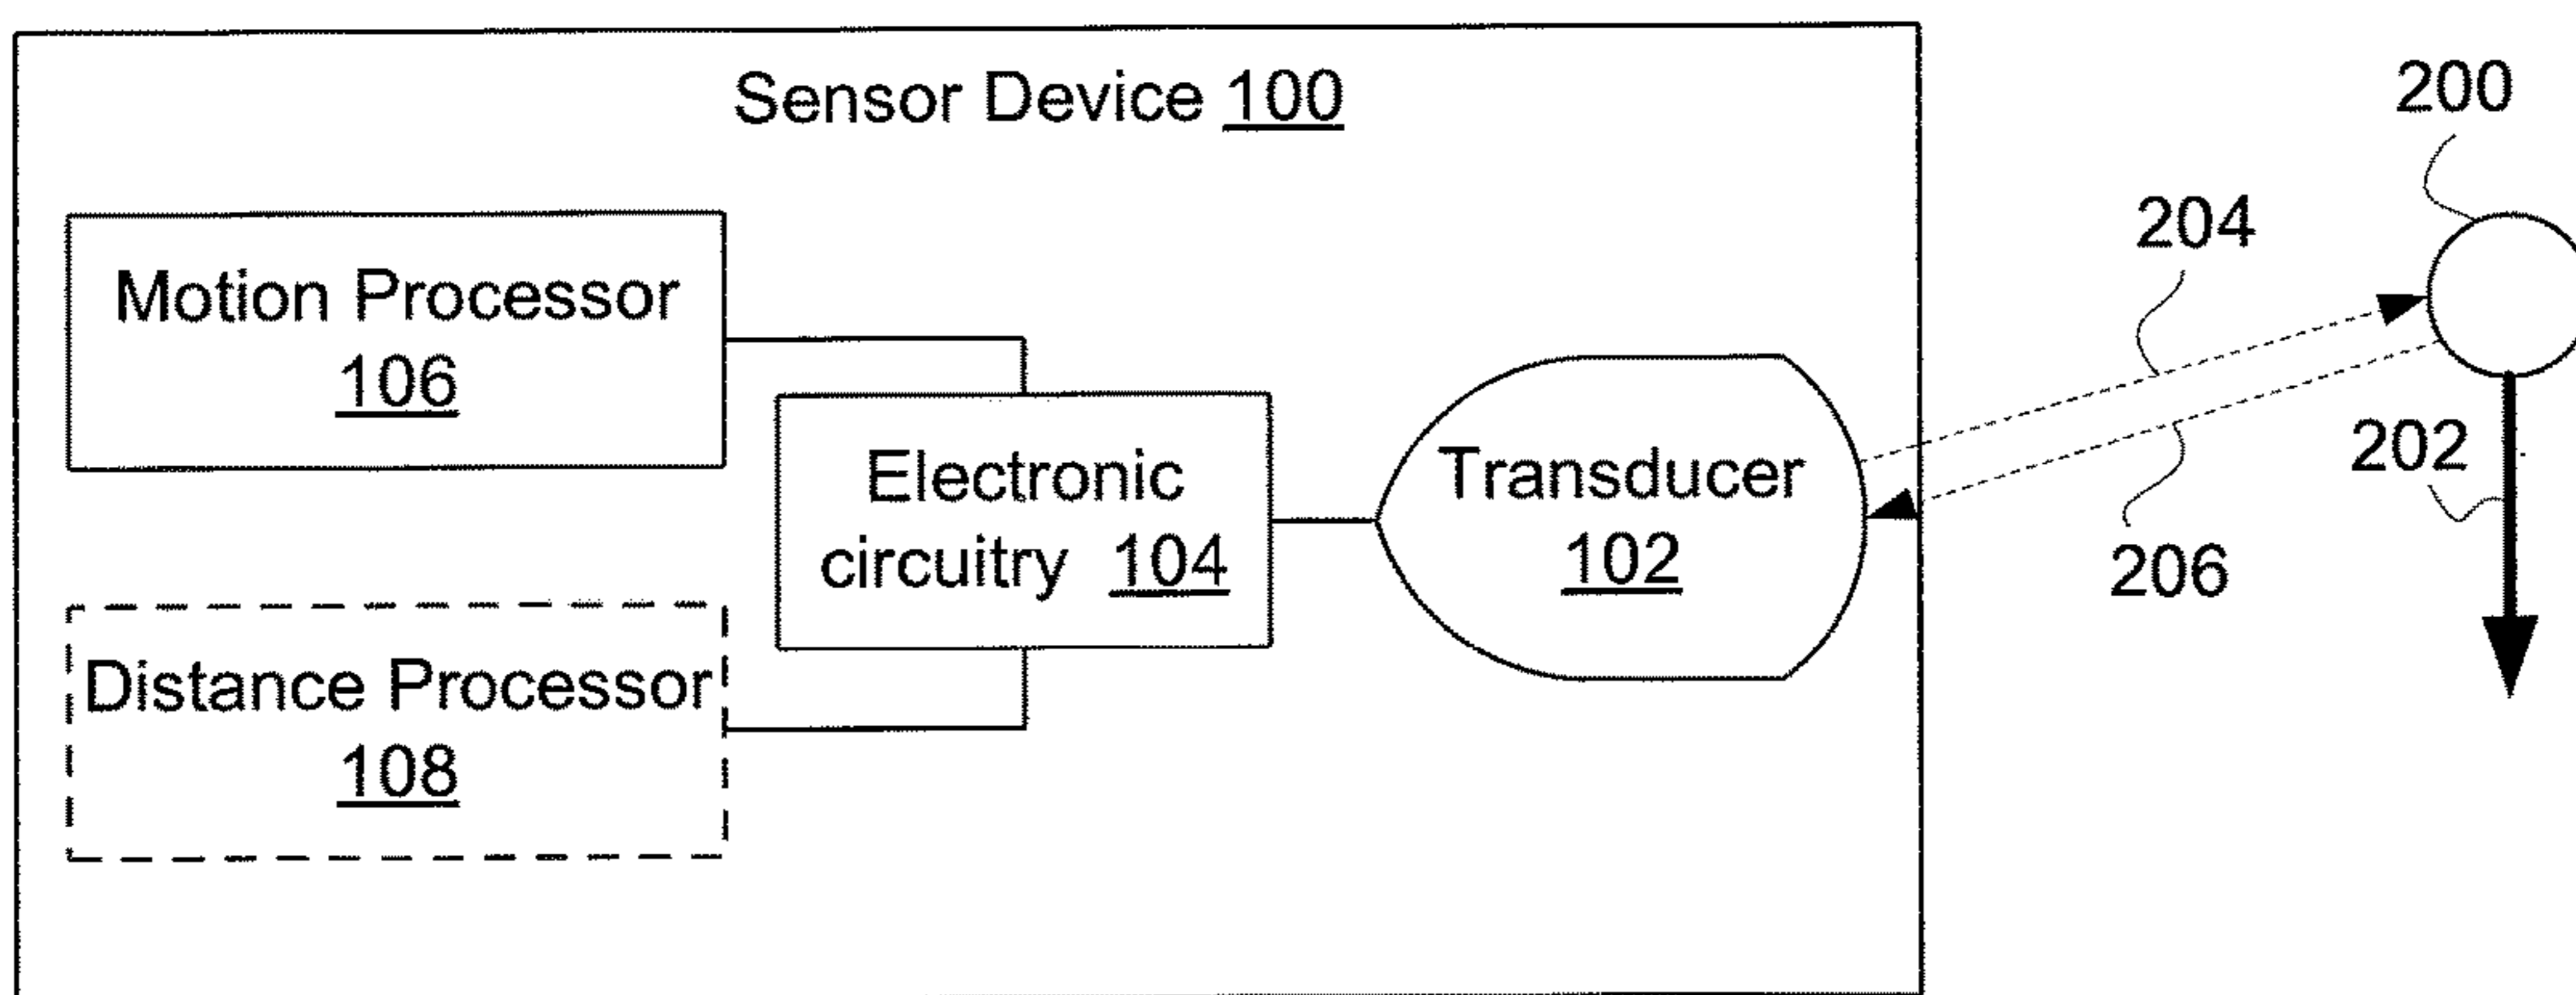 Sensor Device 100
200
204
Motion Processor
106
202
Electronic
circuitry 104
Transducer
102
206
Distance Processor
108